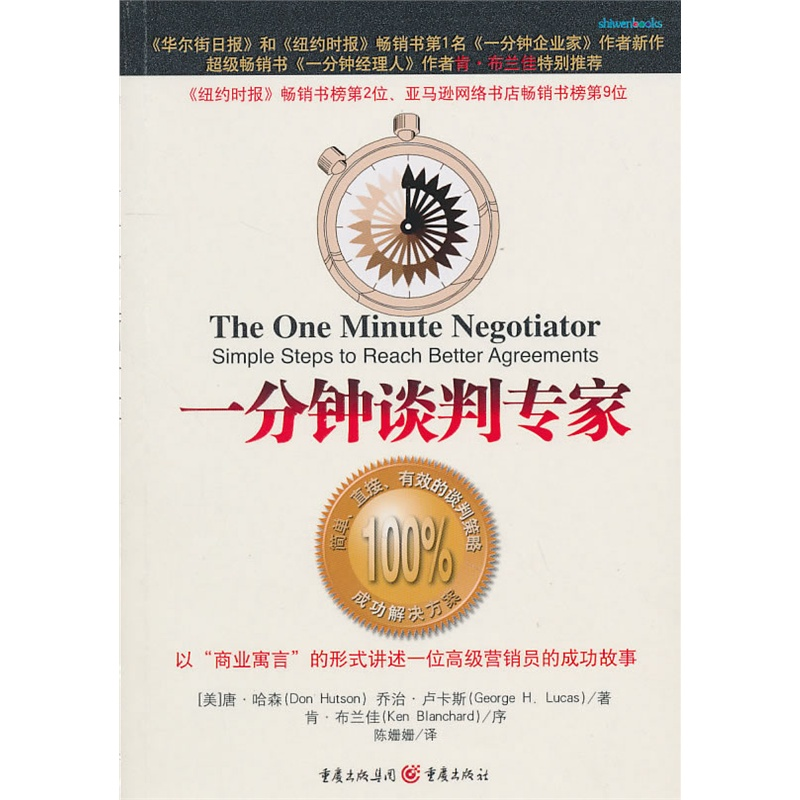 shiwenbooks
《华尔街日报》和《纽约时报》畅销书第1名《一分钟企业家》作者新作
超级畅销书《一分钟经理人》作者肯·布兰佳特别推荐
《纽约时报》畅销书榜第2位、亚马逊网络书店畅销书榜第9位
The One Minute Negotiator
Simple Steps to Reach Better Agreements
一分钟谈判专家
简单、直接、有效的谈判策略
100%
成功解决方案
以“商业寓言”的形式讲述一位高级营销员的成功故事
[美]唐·哈森(Don Hutson) 乔治·卢卡斯(George H. Lucas)/著
肯·布兰佳(Ken Blanchard)/序
陈姗姗/译
重庆出版集团 重庆出版社